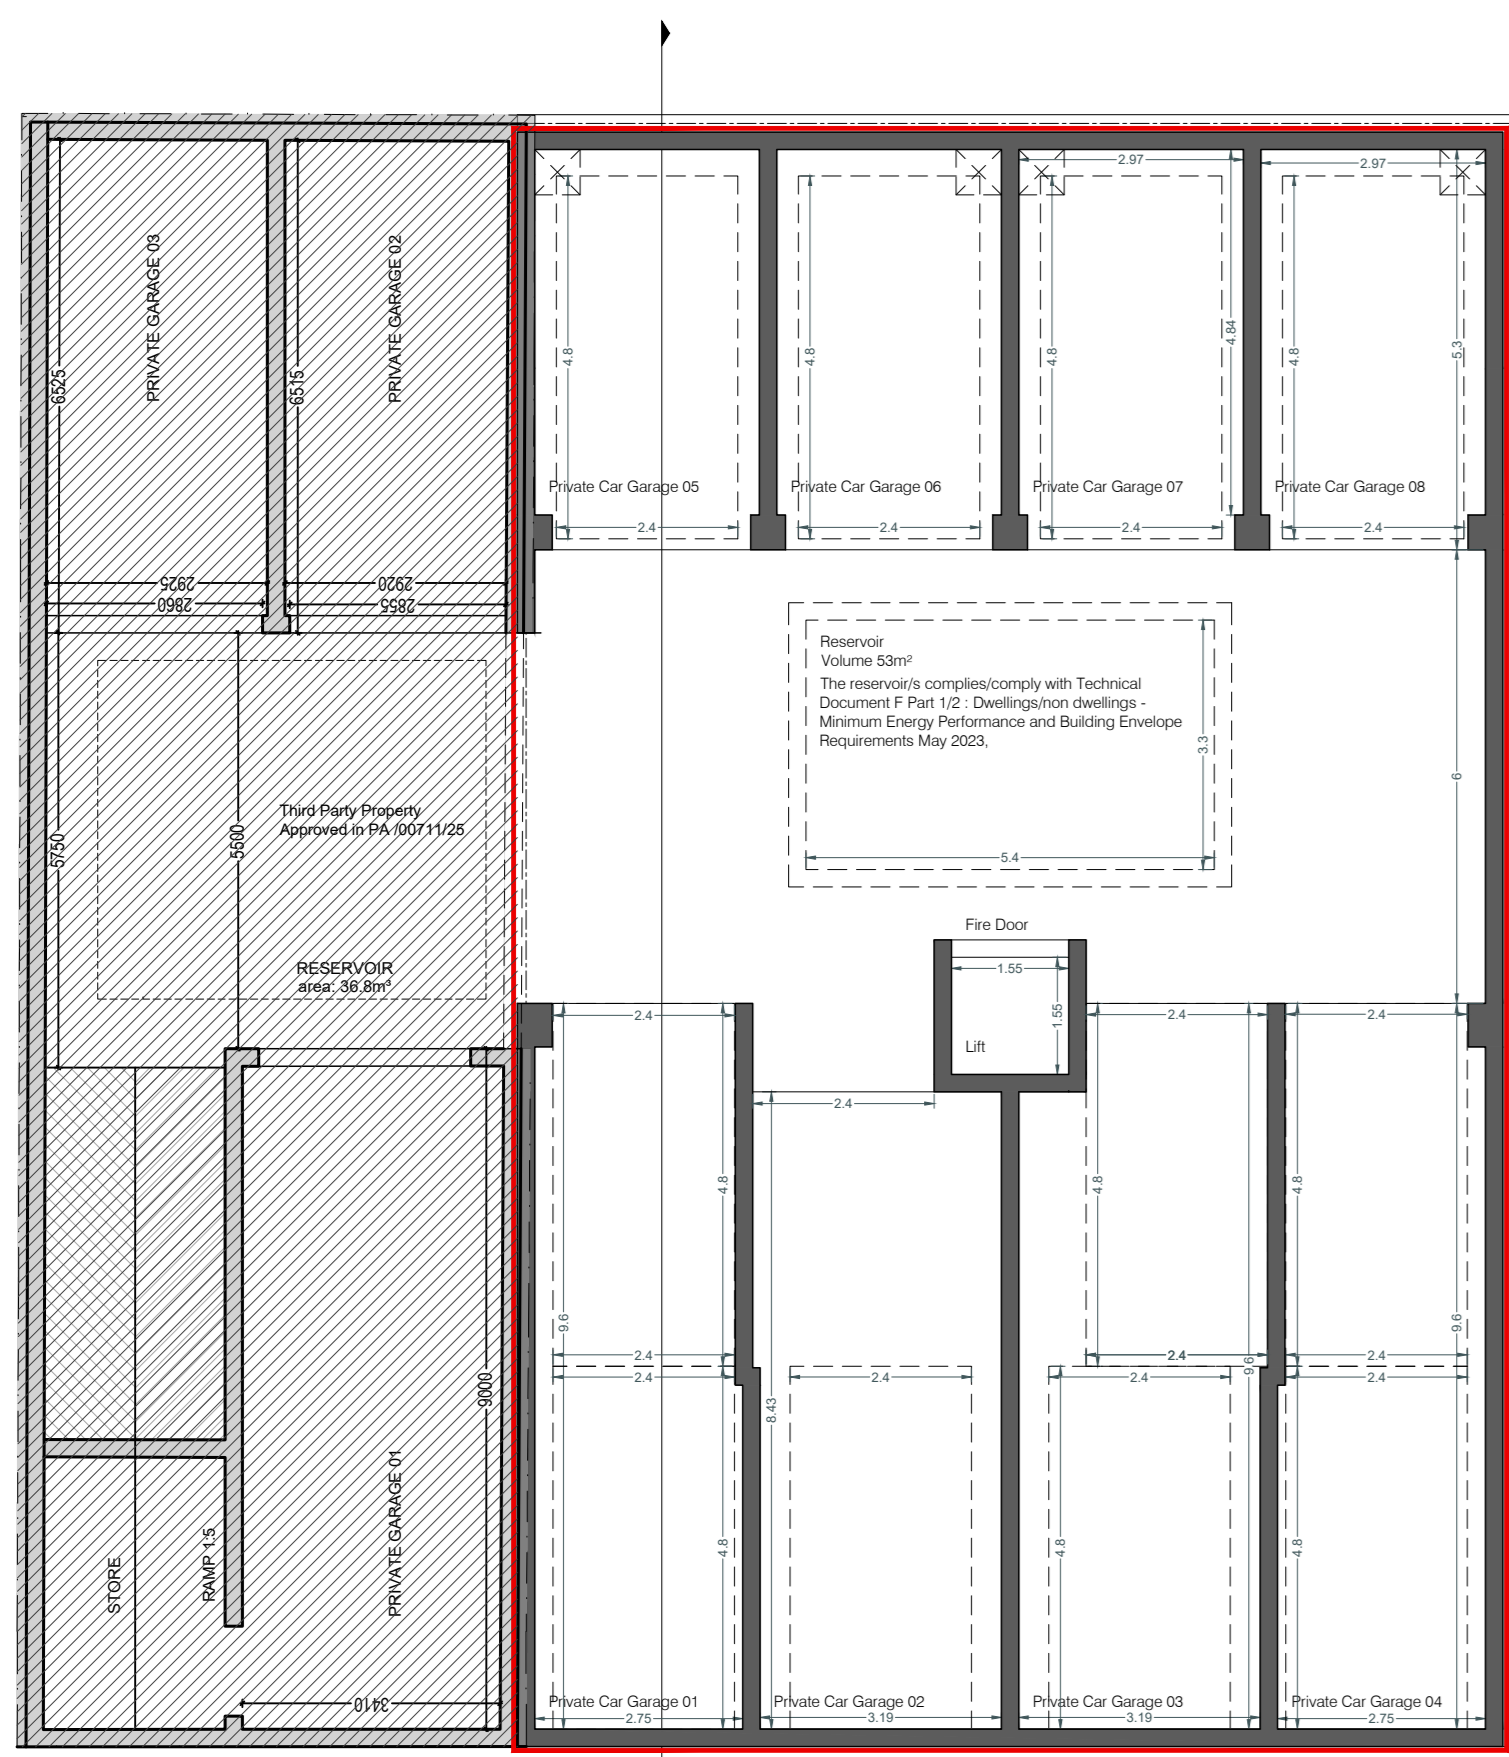 PRIVATE GARAGE 03
PRIVATE GARAGE 02
6525
6515
2925
2860
2920
2855
5750
5500
Third Party Property
Approved in PA /00711/25
RESERVOIR
area: 36.8m³
STORE
RAMP 1:5
PRIVATE GARAGE 01
9000
3410
2.97
2.97
4.8
4.8
4.8
4.84
4.8
5.3
Private Car Garage 05
Private Car Garage 06
Private Car Garage 07
Private Car Garage 08
2.4
2.4
2.4
2.4
Reservoir
Volume 53m²
The reservoir/s complies/comply with Technical
Document F Part 1/2 : Dwellings/non dwellings -
Minimum Energy Performance and Building Envelope
Requirements May 2023,
3.3
5.4
6
Fire Door
1.55
1.55
Lift
2.4
2.4
2.4
2.4
4.8
4.8
4.8
9.6
9.6
9.6
2.4
2.4
2.4
2.4
2.4
2.4
2.4
8.43
4.8
4.8
4.8
Private Car Garage 01
Private Car Garage 02
Private Car Garage 03
Private Car Garage 04
2.75
3.19
3.19
2.75